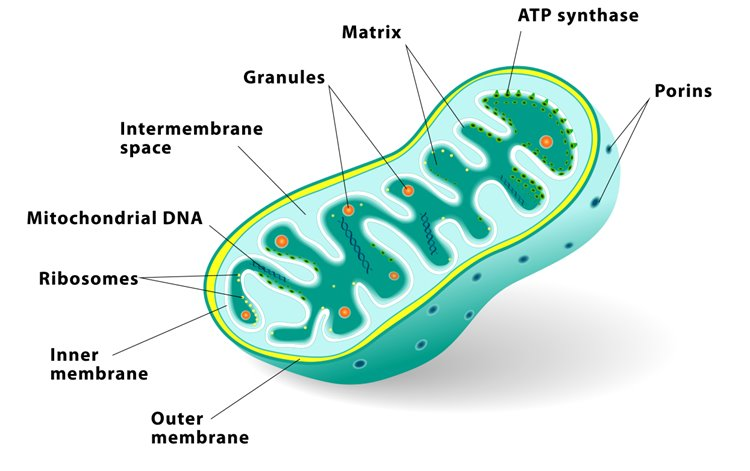 ATP synthase
Matrix
Granules
Porins
Intermembrane
space
Mitochondrial DNA
Ribosomes
Inner
membrane
Outer
membrane